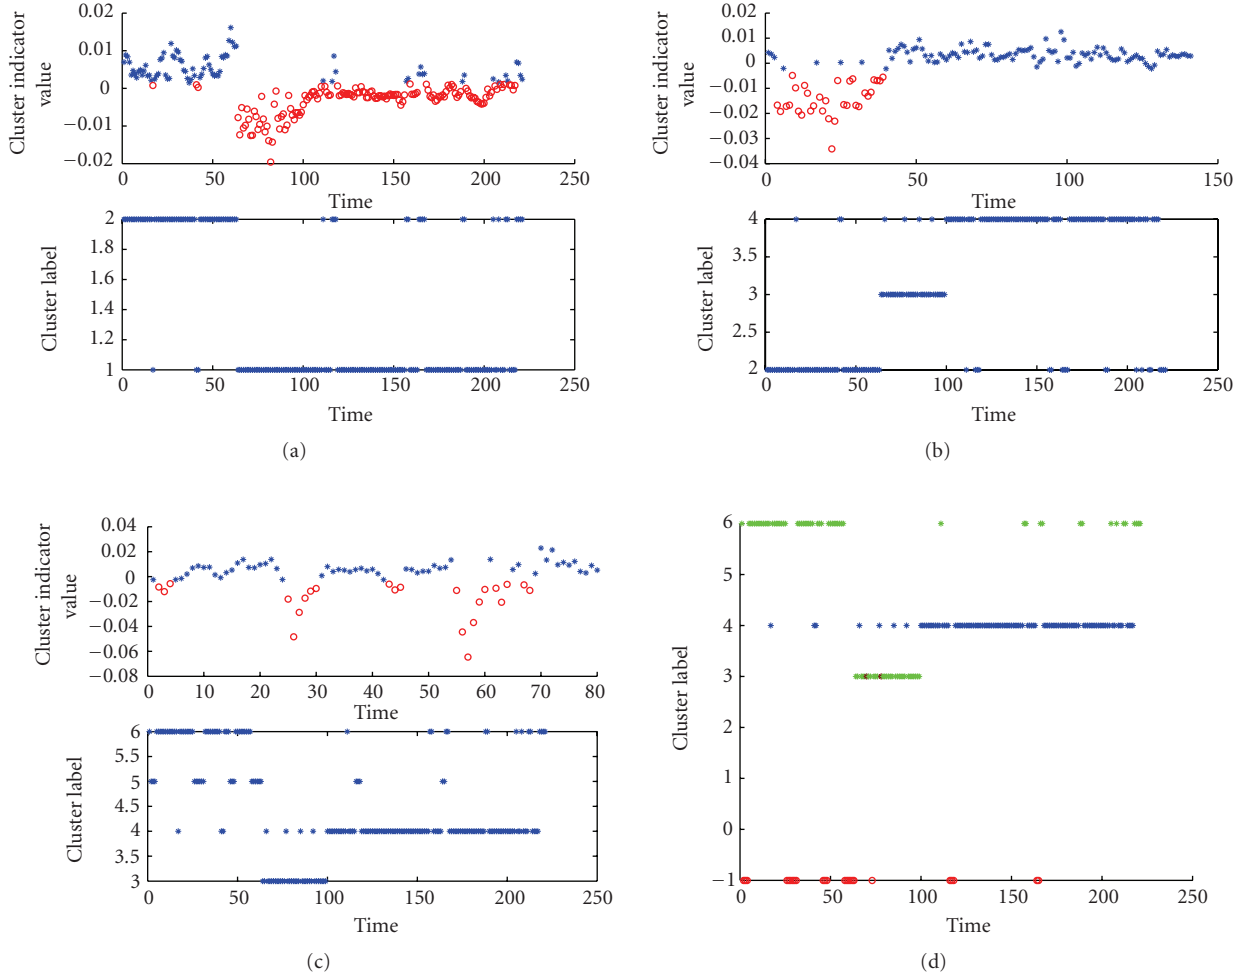 0.02
0.01
0
−0.01
−0.02
Cluster indicator
value
0 50 100 150 200 250
Time
2
1.8
1.6
1.4
1.2
1
Cluster label
0 50 100 150 200 250
Time
(a)
0.02
0.01
0
−0.01
−0.02
−0.03
−0.04
Cluster indicator
value
0 50 100 150
Time
4
3.5
3
2.5
2
Cluster label
0 50 100 150 200 250
Time
(b)
0.04
0.02
0
−0.02
−0.04
−0.06
−0.08
Cluster indicator
value
0 10 20 30 40 50 60 70 80
Time
6
5.5
5
4.5
4
3.5
3
Cluster label
0 50 100 150 200 250
Time
(c)
6
5
4
3
2
1
0
−1
Cluster label
0 50 100 150 200 250
Time
(d)